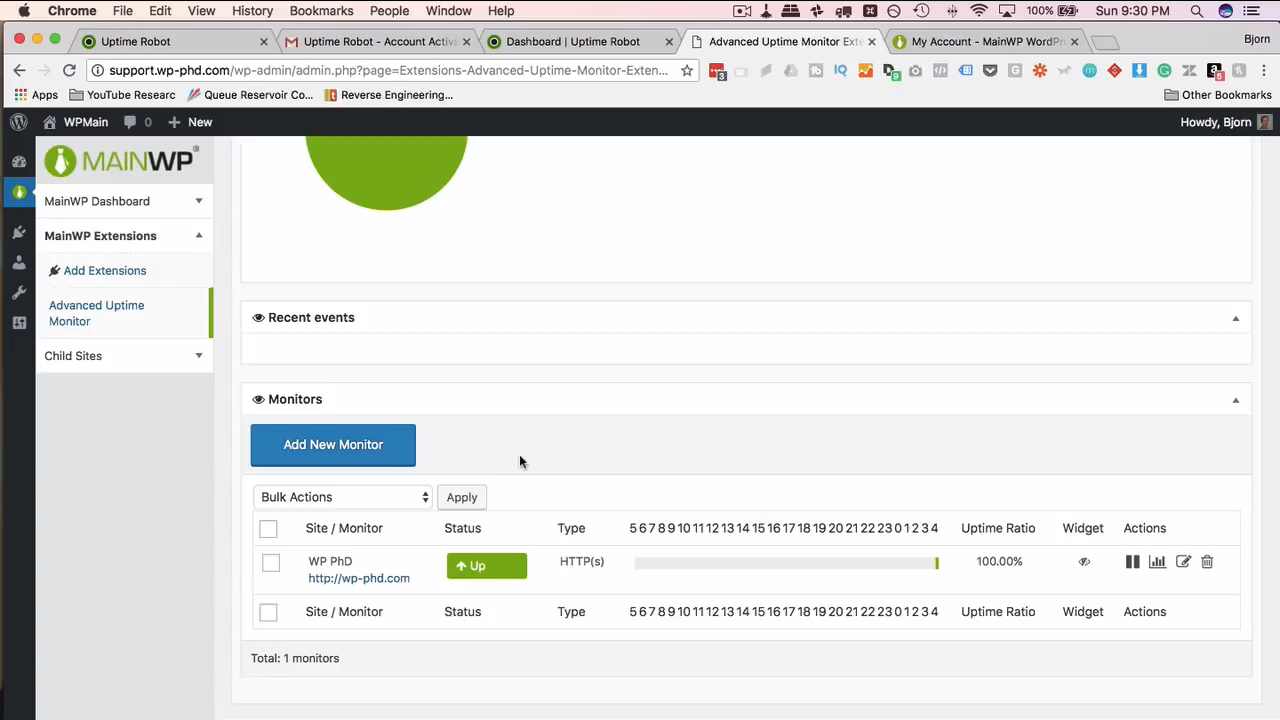 Chrome File Edit View History Bookmarks People Window Help 100% Sun 9:30 PM
Uptime Robot Uptime Robot - Account Activa Dashboard | Uptime Robot Advanced Uptime Monitor Exte My Account - MainWP WordPr Bjorn
support.wp-phd.com/wp-admin/admin.php?page=Extensions-Advanced-Uptime-Monitor-Exten...
Apps YouTube Researc Queue Reservoir Co... Reverse Engineering... Other Bookmarks
WPMain 0 New Howdy, Bjorn
MAINWP
MainWP Dashboard
MainWP Extensions
Add Extensions
Advanced Uptime
Monitor
Child Sites
Recent events
Monitors
Add New Monitor
Bulk Actions Apply
Site / Monitor Status Type 5 6 7 8 9 10 11 12 13 14 15 16 17 18 19 20 21 22 23 0 1 2 3 4 Uptime Ratio Widget Actions
WP PhD Up HTTP(s) 100.00%
http://wp-phd.com
Site / Monitor Status Type 5 6 7 8 9 10 11 12 13 14 15 16 17 18 19 20 21 22 23 0 1 2 3 4 Uptime Ratio Widget Actions
Total: 1 monitors